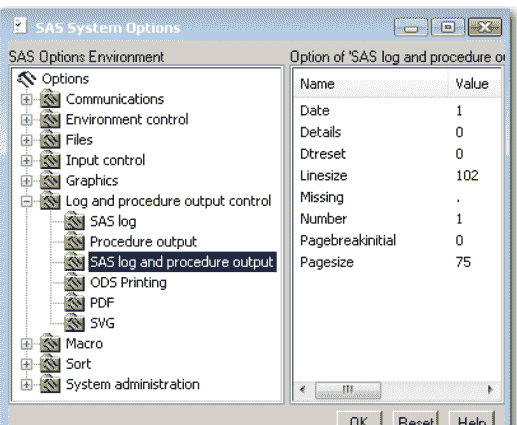 SAS System Options
SAS Options Environment
Option of 'SAS log and procedure ou
Options
Communications
Environment control
Files
Input control
Graphics
Log and procedure output control
SAS log
Procedure output
SAS log and procedure output
ODS Printing
PDF
SVG
Macro
Sort
System administration
Name Value
Date 1
Details 0
Dtreset 0
Linesize 102
Missing .
Number 1
Pagebreakinitial 0
Pagesize 75
OK Reset Help